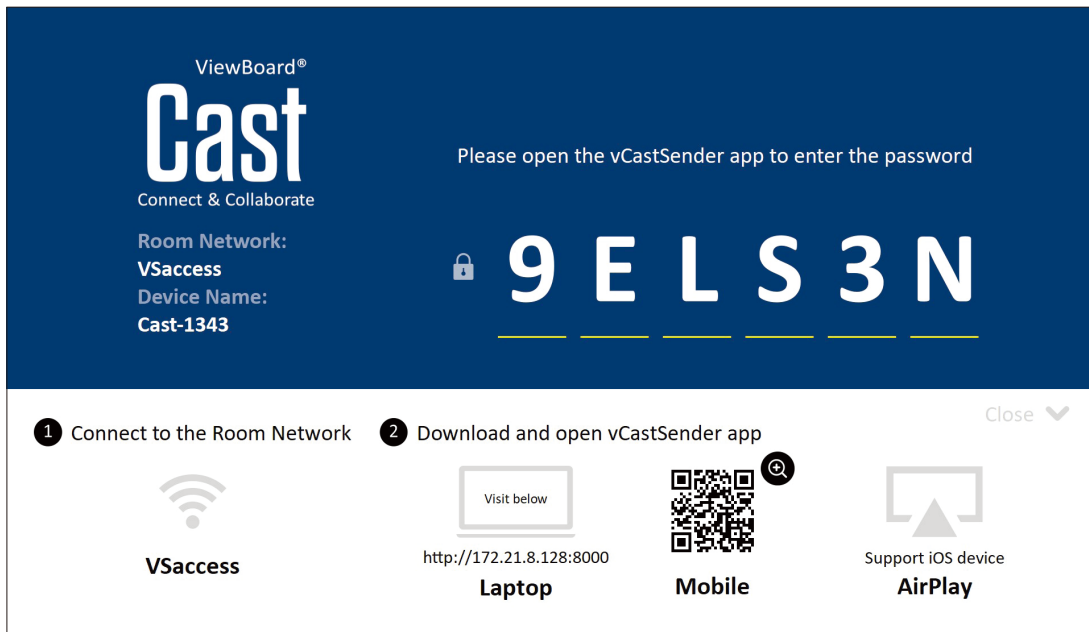 ViewBoard®
Cast
Connect & Collaborate
Room Network:
VSaccess
Device Name:
Cast-1343
Please open the vCastSender app to enter the password
9 E L S 3 N
Close
1 Connect to the Room Network
VSaccess
2 Download and open vCastSender app
Visit below
http://172.21.8.128:8000
Laptop
Mobile
Support iOS device
AirPlay